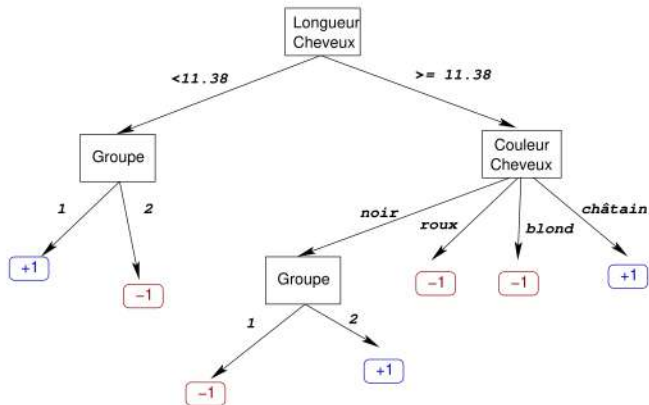 Longueur
Cheveux
<11.38
>= 11.38
Groupe
Couleur
Cheveux
1
2
noir
roux
blond
châtain
+1
−1
Groupe
−1
−1
+1
1
2
−1
+1